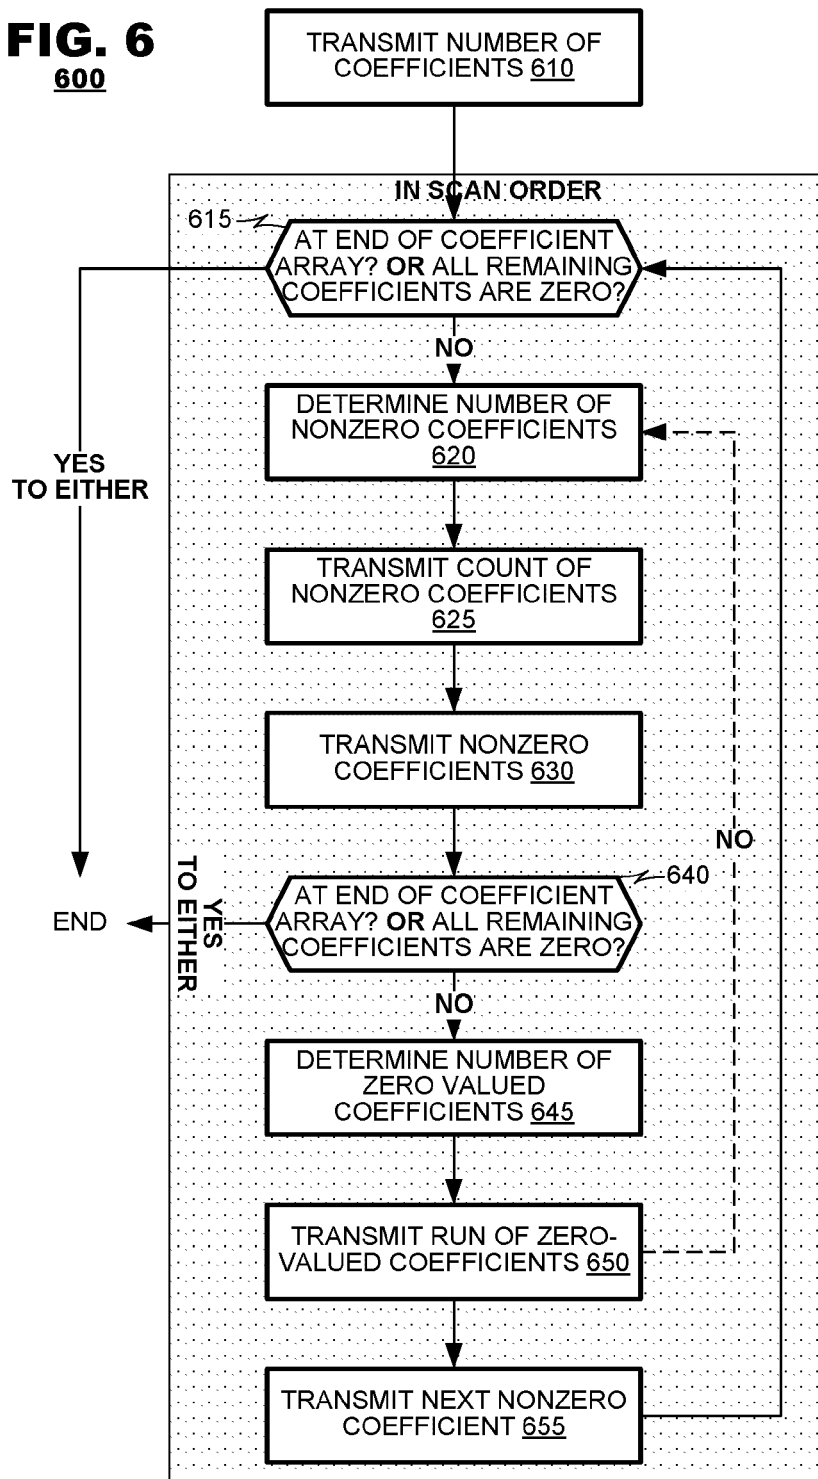 FIG. 6
600
TRANSMIT NUMBER OF
COEFFICIENTS 610
IN SCAN ORDER
615
AT END OF COEFFICIENT
ARRAY? OR ALL REMAINING
COEFFICIENTS ARE ZERO?
NO
DETERMINE NUMBER OF
NONZERO COEFFICIENTS
620
YES
TO EITHER
TRANSMIT COUNT OF
NONZERO COEFFICIENTS
625
TRANSMIT NONZERO
COEFFICIENTS 630
NO
640
AT END OF COEFFICIENT
ARRAY? OR ALL REMAINING
COEFFICIENTS ARE ZERO?
YES
TO EITHER
END
NO
DETERMINE NUMBER OF
ZERO VALUED
COEFFICIENTS 645
TRANSMIT RUN OF ZERO-
VALUED COEFFICIENTS 650
TRANSMIT NEXT NONZERO
COEFFICIENT 655